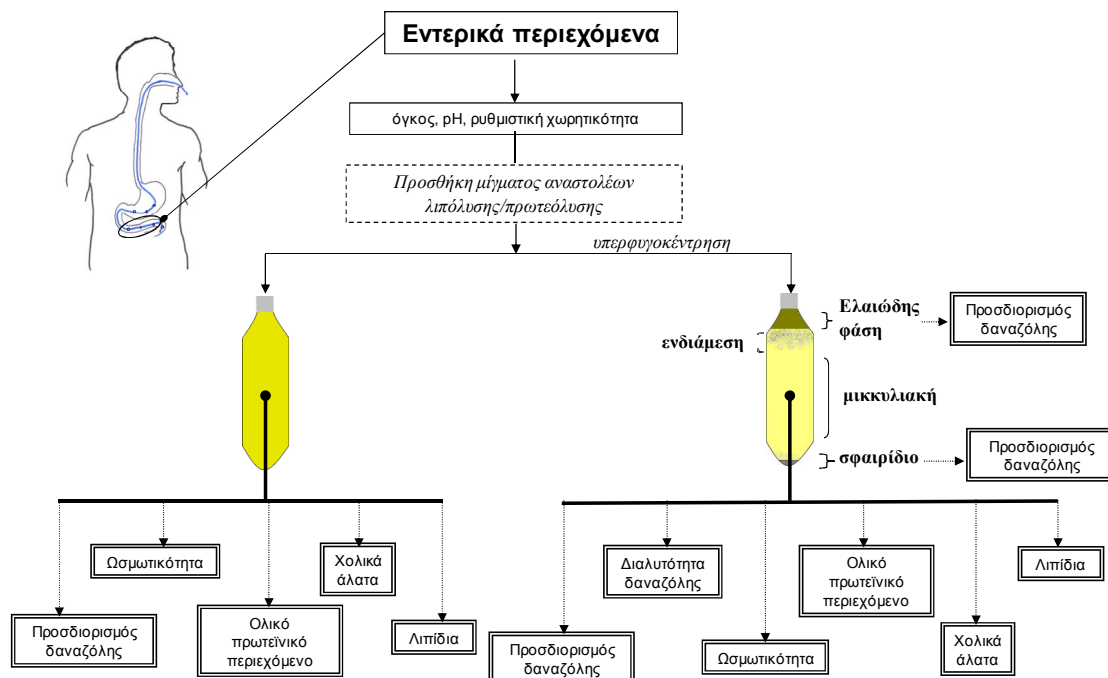 Εντερικά περιεχόμενα
όγκος, pH, ρυθμιστική χωρητικότητα
Προσθήκη μίγματος αναστολέων
λιπόλυσης/πρωτεόλυσης
υπερφυγοκέντρηση
Ελαιώδης
φάση
Προσδιορισμός
δαναζόλης
ενδιάμεση
μικκυλιακή
σφαιρίδιο
Προσδιορισμός
δαναζόλης
Ωσμωτικότητα
Χολικά
άλατα
Προσδιορισμός
δαναζόλης
Ολικό
πρωτεϊνικό
περιεχόμενο
Λιπίδια
Διαλυτότητα
δαναζόλης
Ολικό
πρωτεϊνικό
περιεχόμενο
Λιπίδια
Προσδιορισμός
δαναζόλης
Ωσμωτικότητα
Χολικά
άλατα